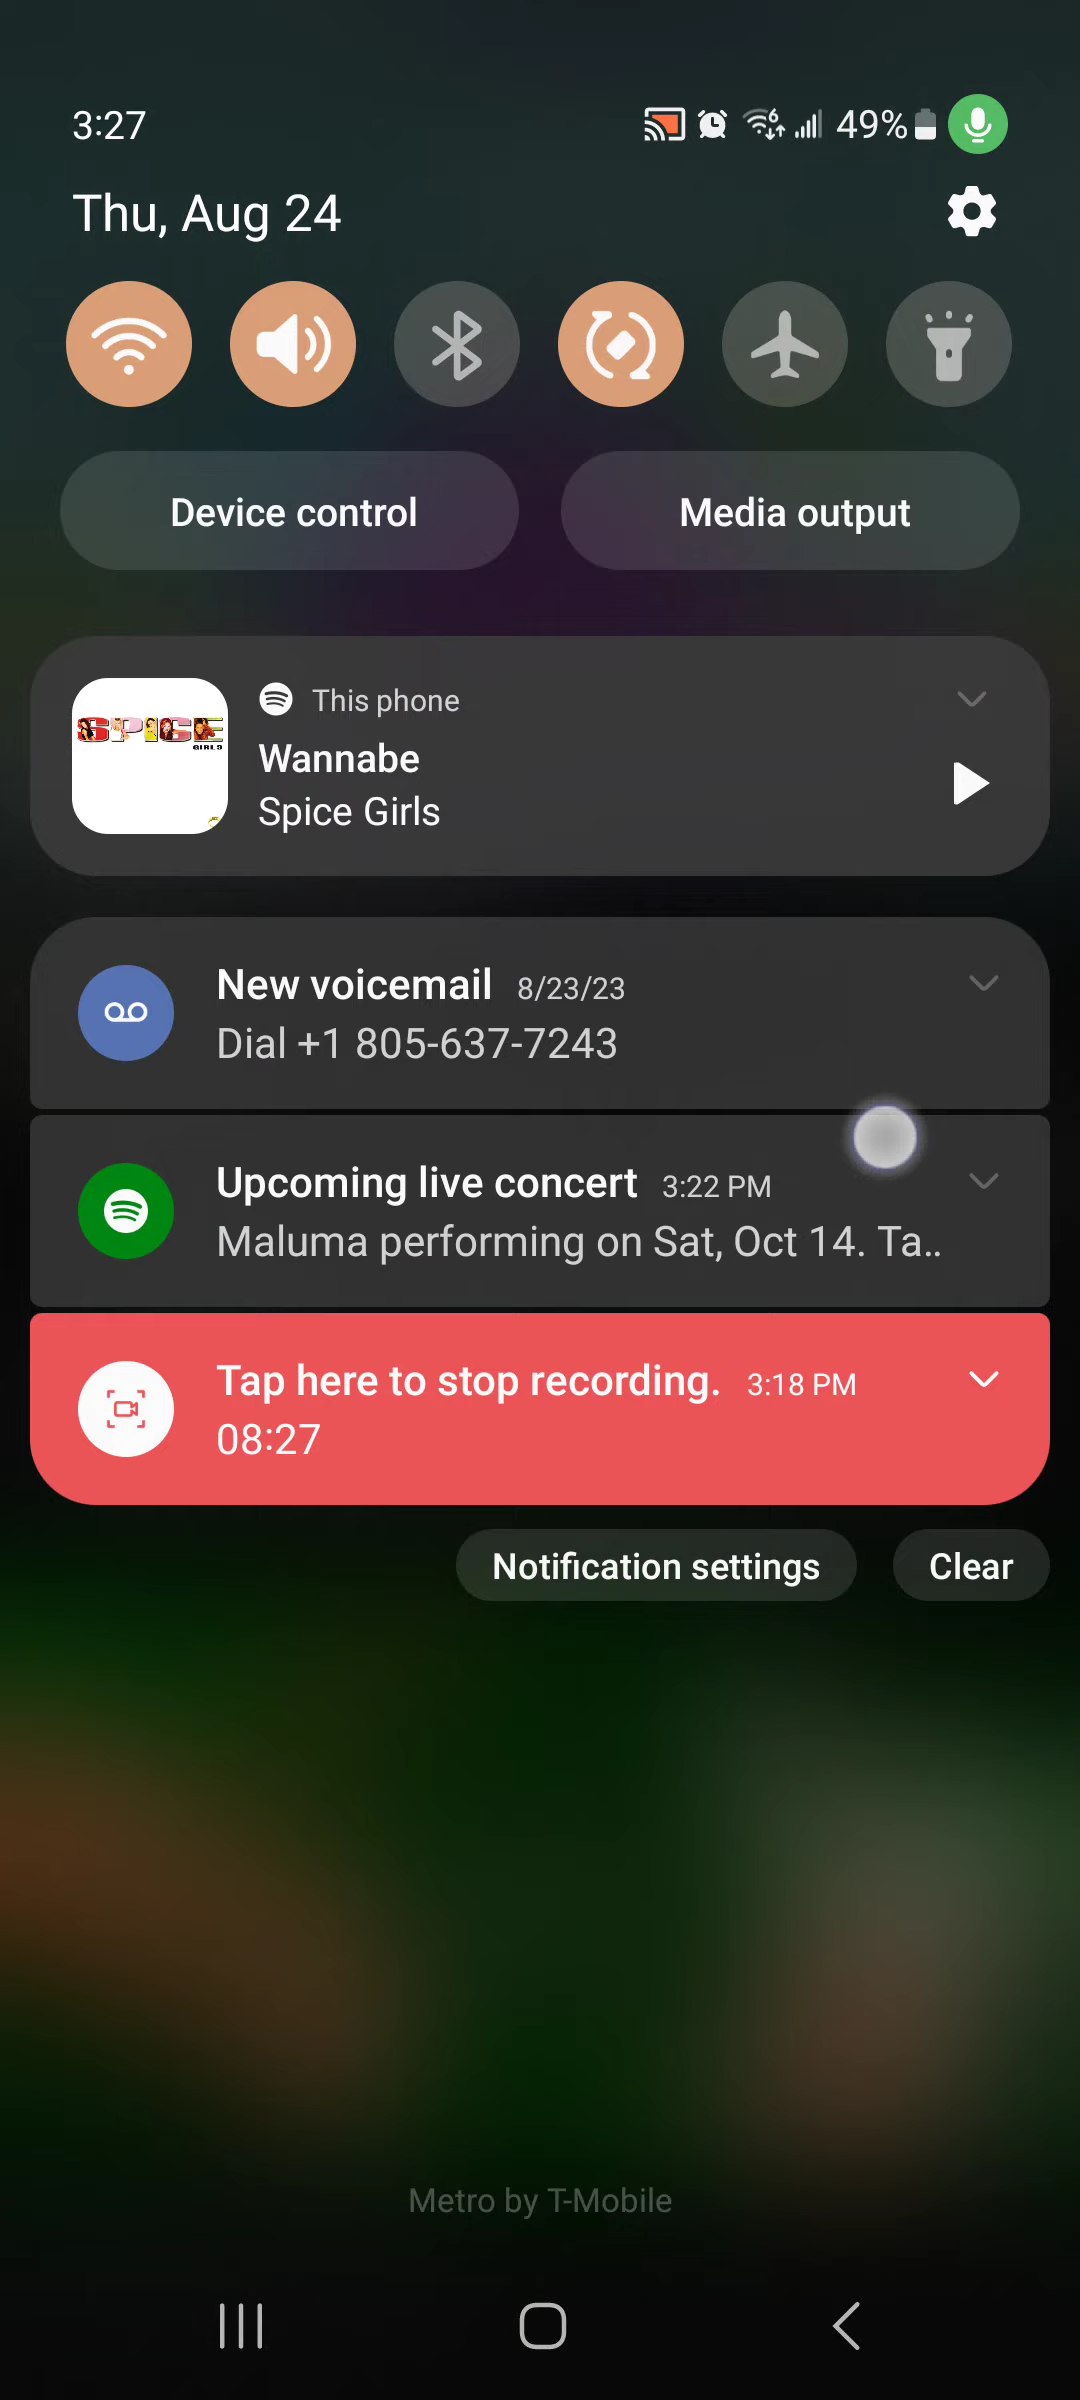 3:27
49%
Thu, Aug 24
Device control
Media output
SPICE
GIRLS
This phone
Wannabe
Spice Girls
New voicemail 8/23/23
Dial +1 805-637-7243
Upcoming live concert 3:22 PM
Maluma performing on Sat, Oct 14. Ta..
Tap here to stop recording. 3:18 PM
08:27
Notification settings
Clear
Metro by T-Mobile